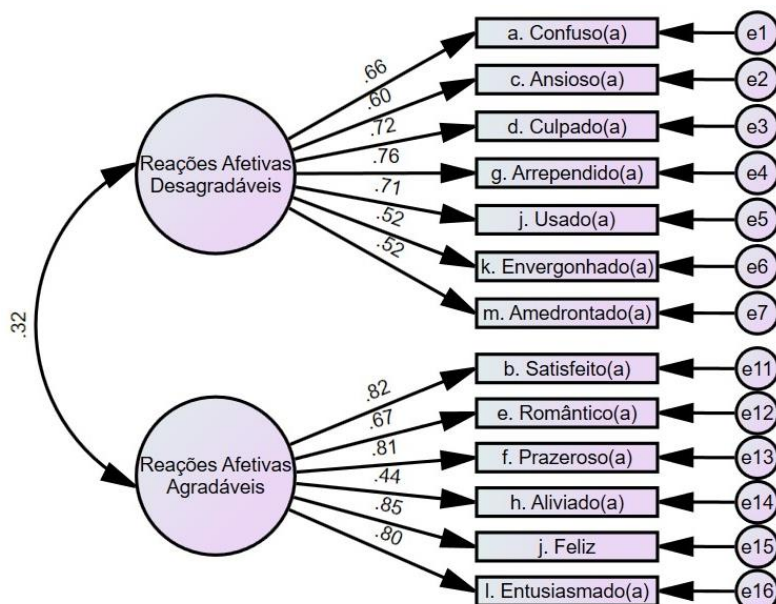 a. Confuso(a)
e1
.66
c. Ansioso(a)
e2
.60
d. Culpado(a)
e3
.72
Reações Afetivas
Desagradáveis
g. Arrependido(a)
e4
.76
j. Usado(a)
e5
.71
k. Envergonhado(a)
e6
.52
m. Amedrontado(a)
e7
.52
.32
b. Satisfeito(a)
e11
.82
e. Romântico(a)
e12
.67
f. Prazeroso(a)
e13
.81
Reações Afetivas
Agradáveis
h. Aliviado(a)
e14
.44
j. Feliz
e15
.85
l. Entusiasmado(a)
e16
.80